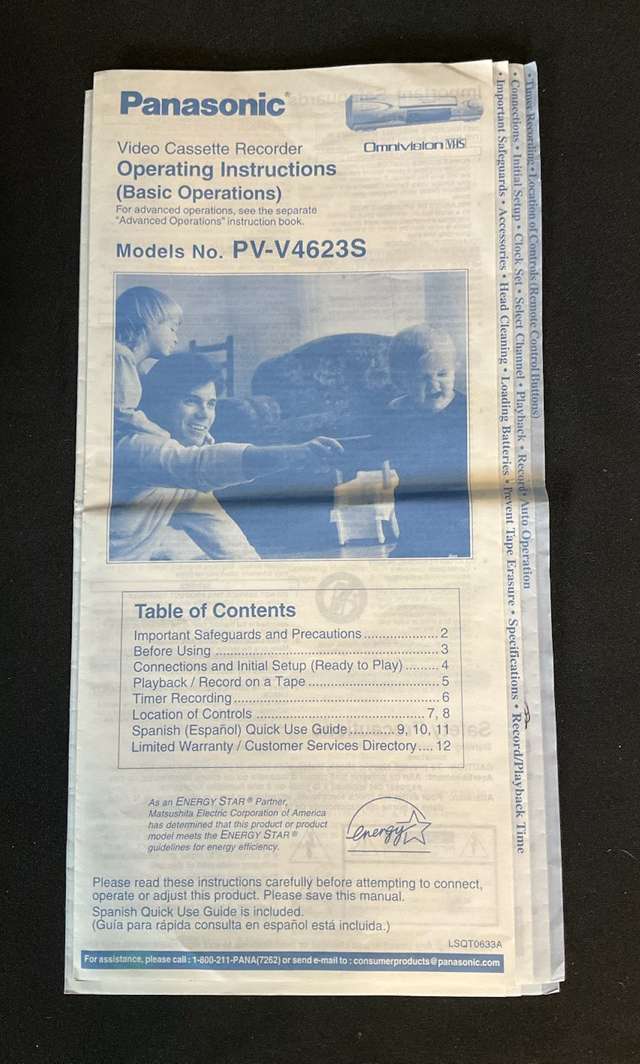 Panasonic®
Omnivision VHS
Video Cassette Recorder
Operating Instructions
(Basic Operations)
For advanced operations, see the separate
"Advanced Operations" instruction book.
Models No. PV-V4623S
Table of Contents
Important Safeguards and Precautions....................2
Before Using ................................................3
Connections and Initial Setup (Ready to Play).........4
Playback / Record on a Tape ..............................5
Timer Recording..............................................6
Location of Controls .....................................7, 8
Spanish (Español) Quick Use Guide............9, 10, 11
Limited Warranty / Customer Services Directory....12
As an ENERGY STAR® Partner,
Matsushita Electric Corporation of America
has determined that this product or product
model meets the ENERGY STAR®
guidelines for energy efficiency.
energy
Please read these instructions carefully before attempting to connect,
operate or adjust this product. Please save this manual.
Spanish Quick Use Guide is included.
(Guía para rápida consulta en español está incluida.)
LSQT0633A
For assistance, please call : 1-800-211-PANA(7262) or send e-mail to : consumerproducts@panasonic.com
• Important Safeguards • Accessories • Head Cleaning • Loading Batteries • Prevent Tape Erasure • Specifications • Record/Playback Time
• Connections • Initial Setup • Clock Set • Select Channel • Playback • Record • Auto Operation
• Timer Recording • Location of Controls (Remote Control Buttons)